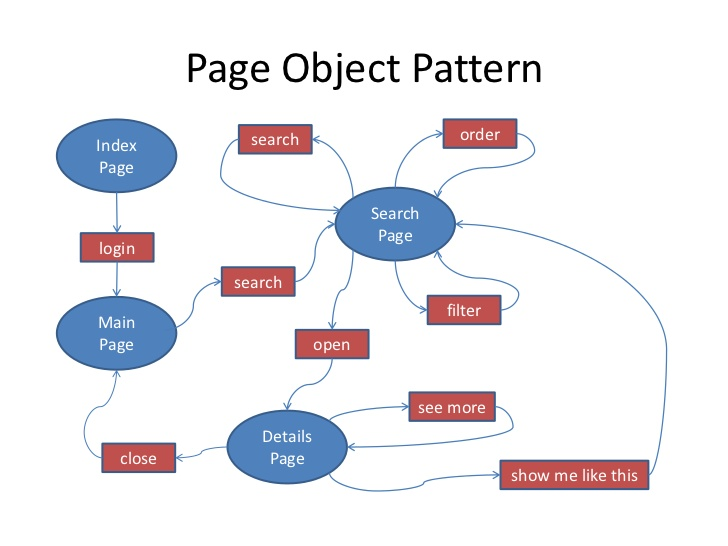 Page Object Pattern
Index
Page
search
order
login
Search
Page
search
filter
Main
Page
open
see more
Details
Page
close
show me like this